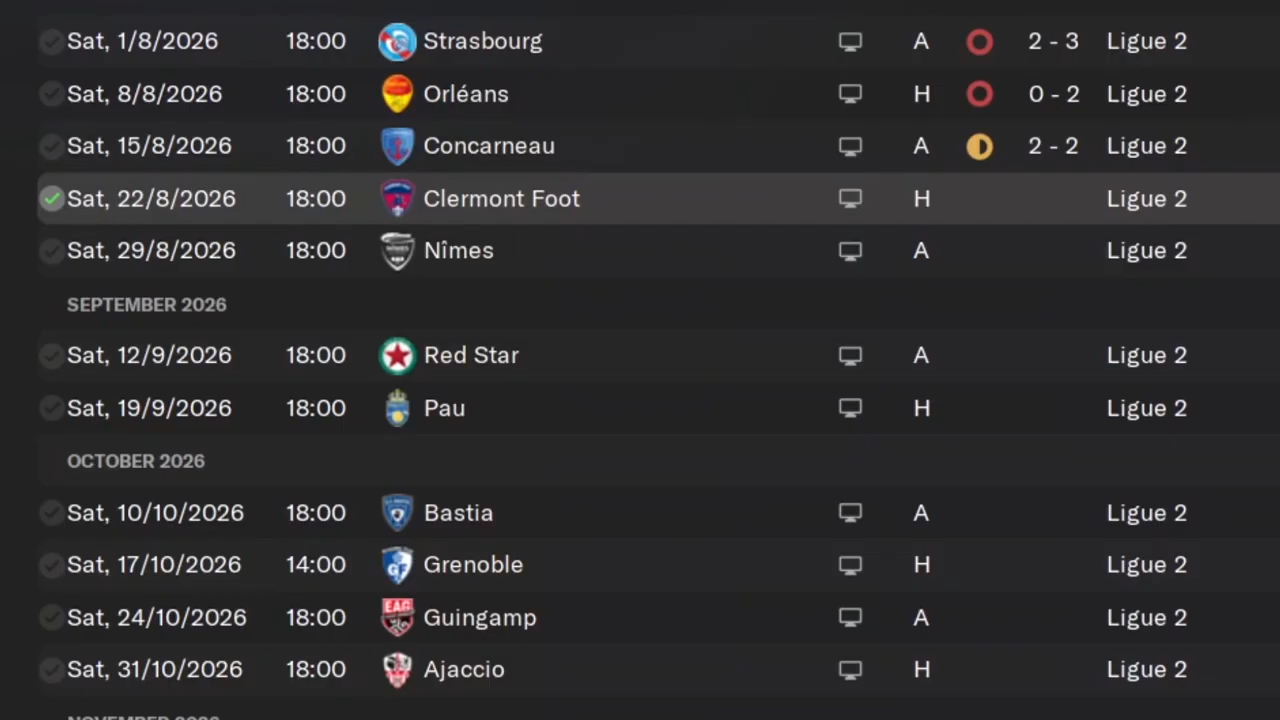 Sat, 1/8/2026 18:00 Strasbourg A 2 - 3 Ligue 2
Sat, 8/8/2026 18:00 Orléans H 0 - 2 Ligue 2
Sat, 15/8/2026 18:00 Concarneau A 2 - 2 Ligue 2
Sat, 22/8/2026 18:00 Clermont Foot H Ligue 2
Sat, 29/8/2026 18:00 Nîmes A Ligue 2
SEPTEMBER 2026
Sat, 12/9/2026 18:00 Red Star A Ligue 2
Sat, 19/9/2026 18:00 Pau H Ligue 2
OCTOBER 2026
Sat, 10/10/2026 18:00 Bastia A Ligue 2
Sat, 17/10/2026 14:00 Grenoble H Ligue 2
Sat, 24/10/2026 18:00 EAG Guingamp A Ligue 2
Sat, 31/10/2026 18:00 Ajaccio H Ligue 2
NOVEMBER 2026